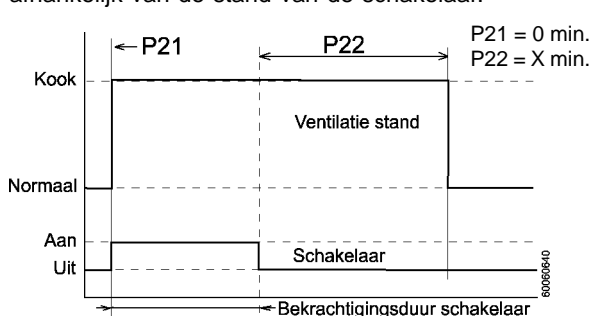 afhankelijk van de stand van de schakelaar.
P21
P22
P21 = 0 min.
P22 = X min.
Kook
Ventilatie stand
Normaal
Aan
Schakelaar
Uit
60060640
Bekrachtigingsduur schakelaar